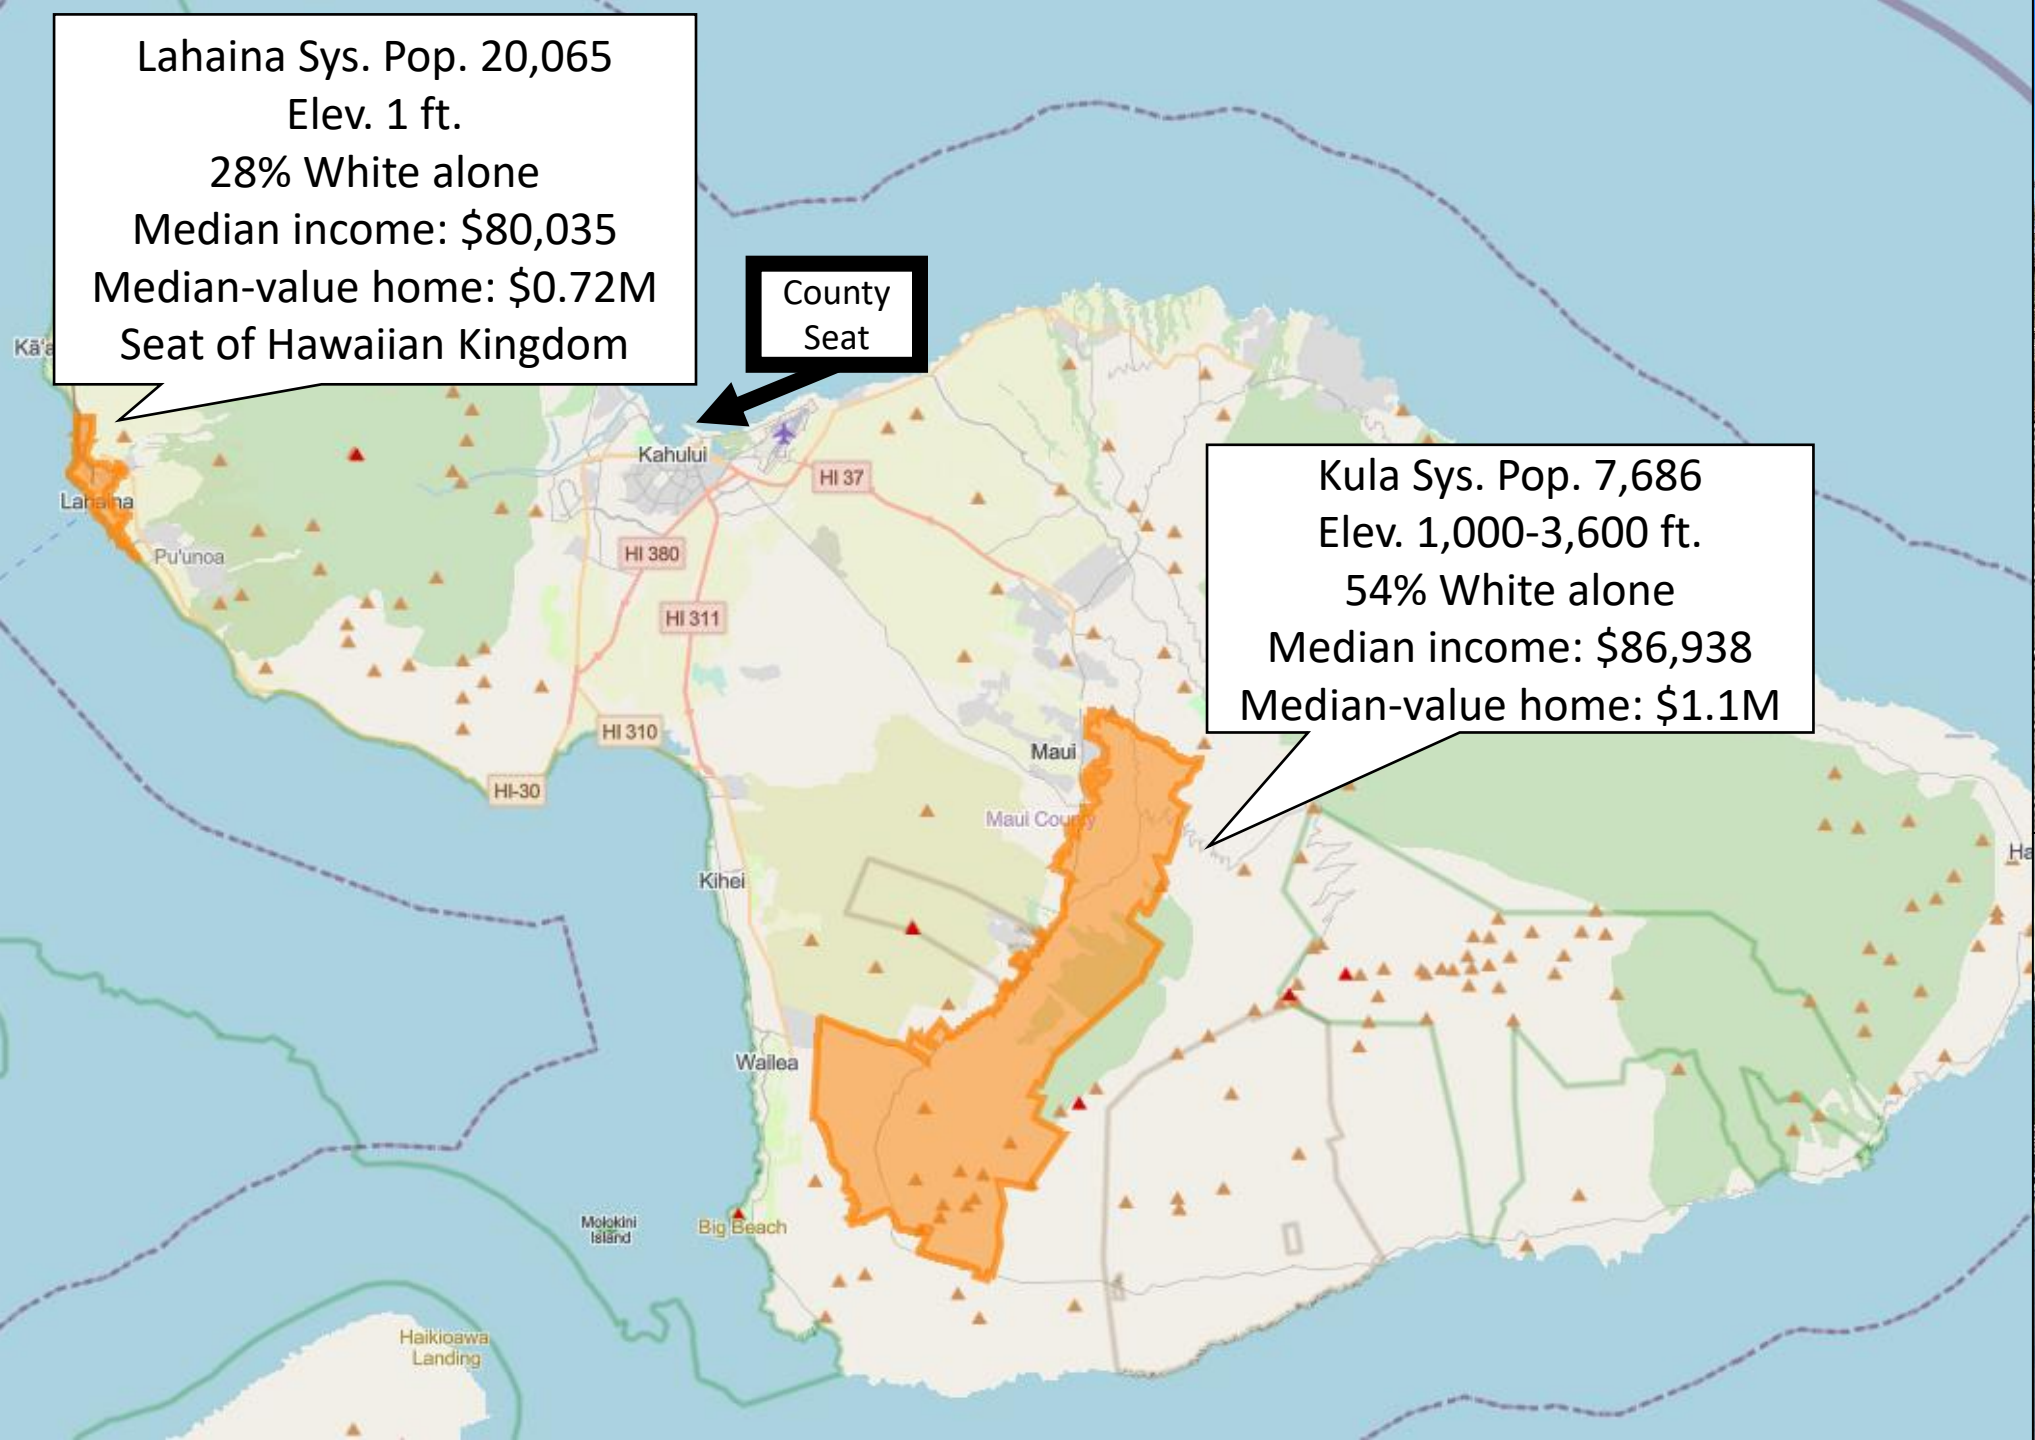 Lahaina Sys. Pop. 20,065
Elev. 1 ft.
28% White alone
Median income: $80,035
Median-value home: $0.72M
Seat of Hawaiian Kingdom
County
Seat
Kāʻa
Kahului
HI 37
Kula Sys. Pop. 7,686
Elev. 1,000-3,600 ft.
54% White alone
Median income: $86,938
Median-value home: $1.1M
Lahaina
Pu'unoa
HI 380
HI 311
HI 310
Maui
HI-30
Maui County
Kihei
Ha
Wailea
Molokini
Island
Big Beach
Haikioawa
Landing